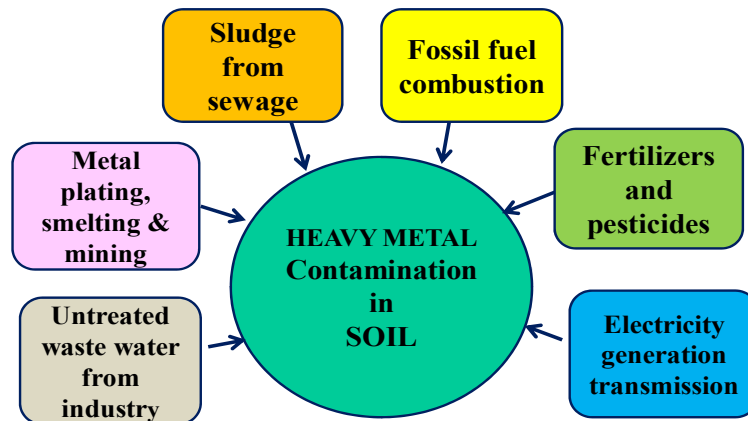 Sludge
from
sewage
Fossil fuel
combustion
Metal
plating,
smelting &
mining
Fertilizers
and
pesticides
HEAVY METAL
Contamination
in
SOIL
Untreated
waste water
from
industry
Electricity
generation
transmission